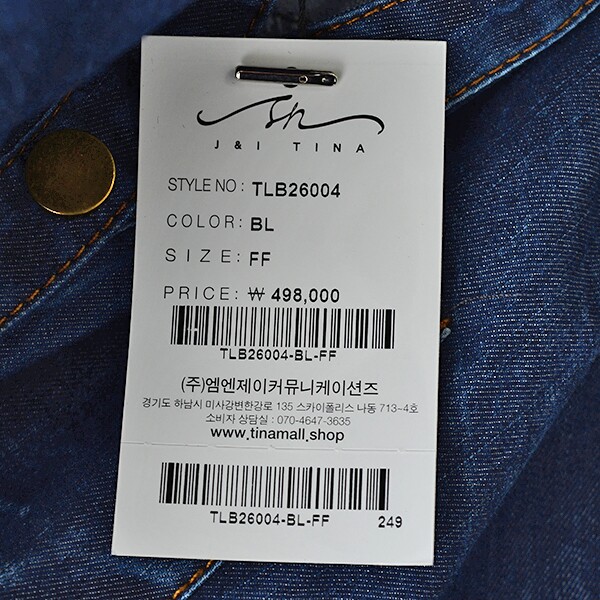 J & I TINA
STYLE NO : TLB26004
COLOR: BL
SIZE: FF
PRICE: ₩ 498,000
TLB26004-BL-FF
(주)엠엔제이커뮤니케이션즈
경기도 하남시 미사강변한강로 135 스카이폴리스 나동 713~4호
소비자 상담실 : 070-4647-3635
www.tinamall.shop
TLB26004-BL-FF 249